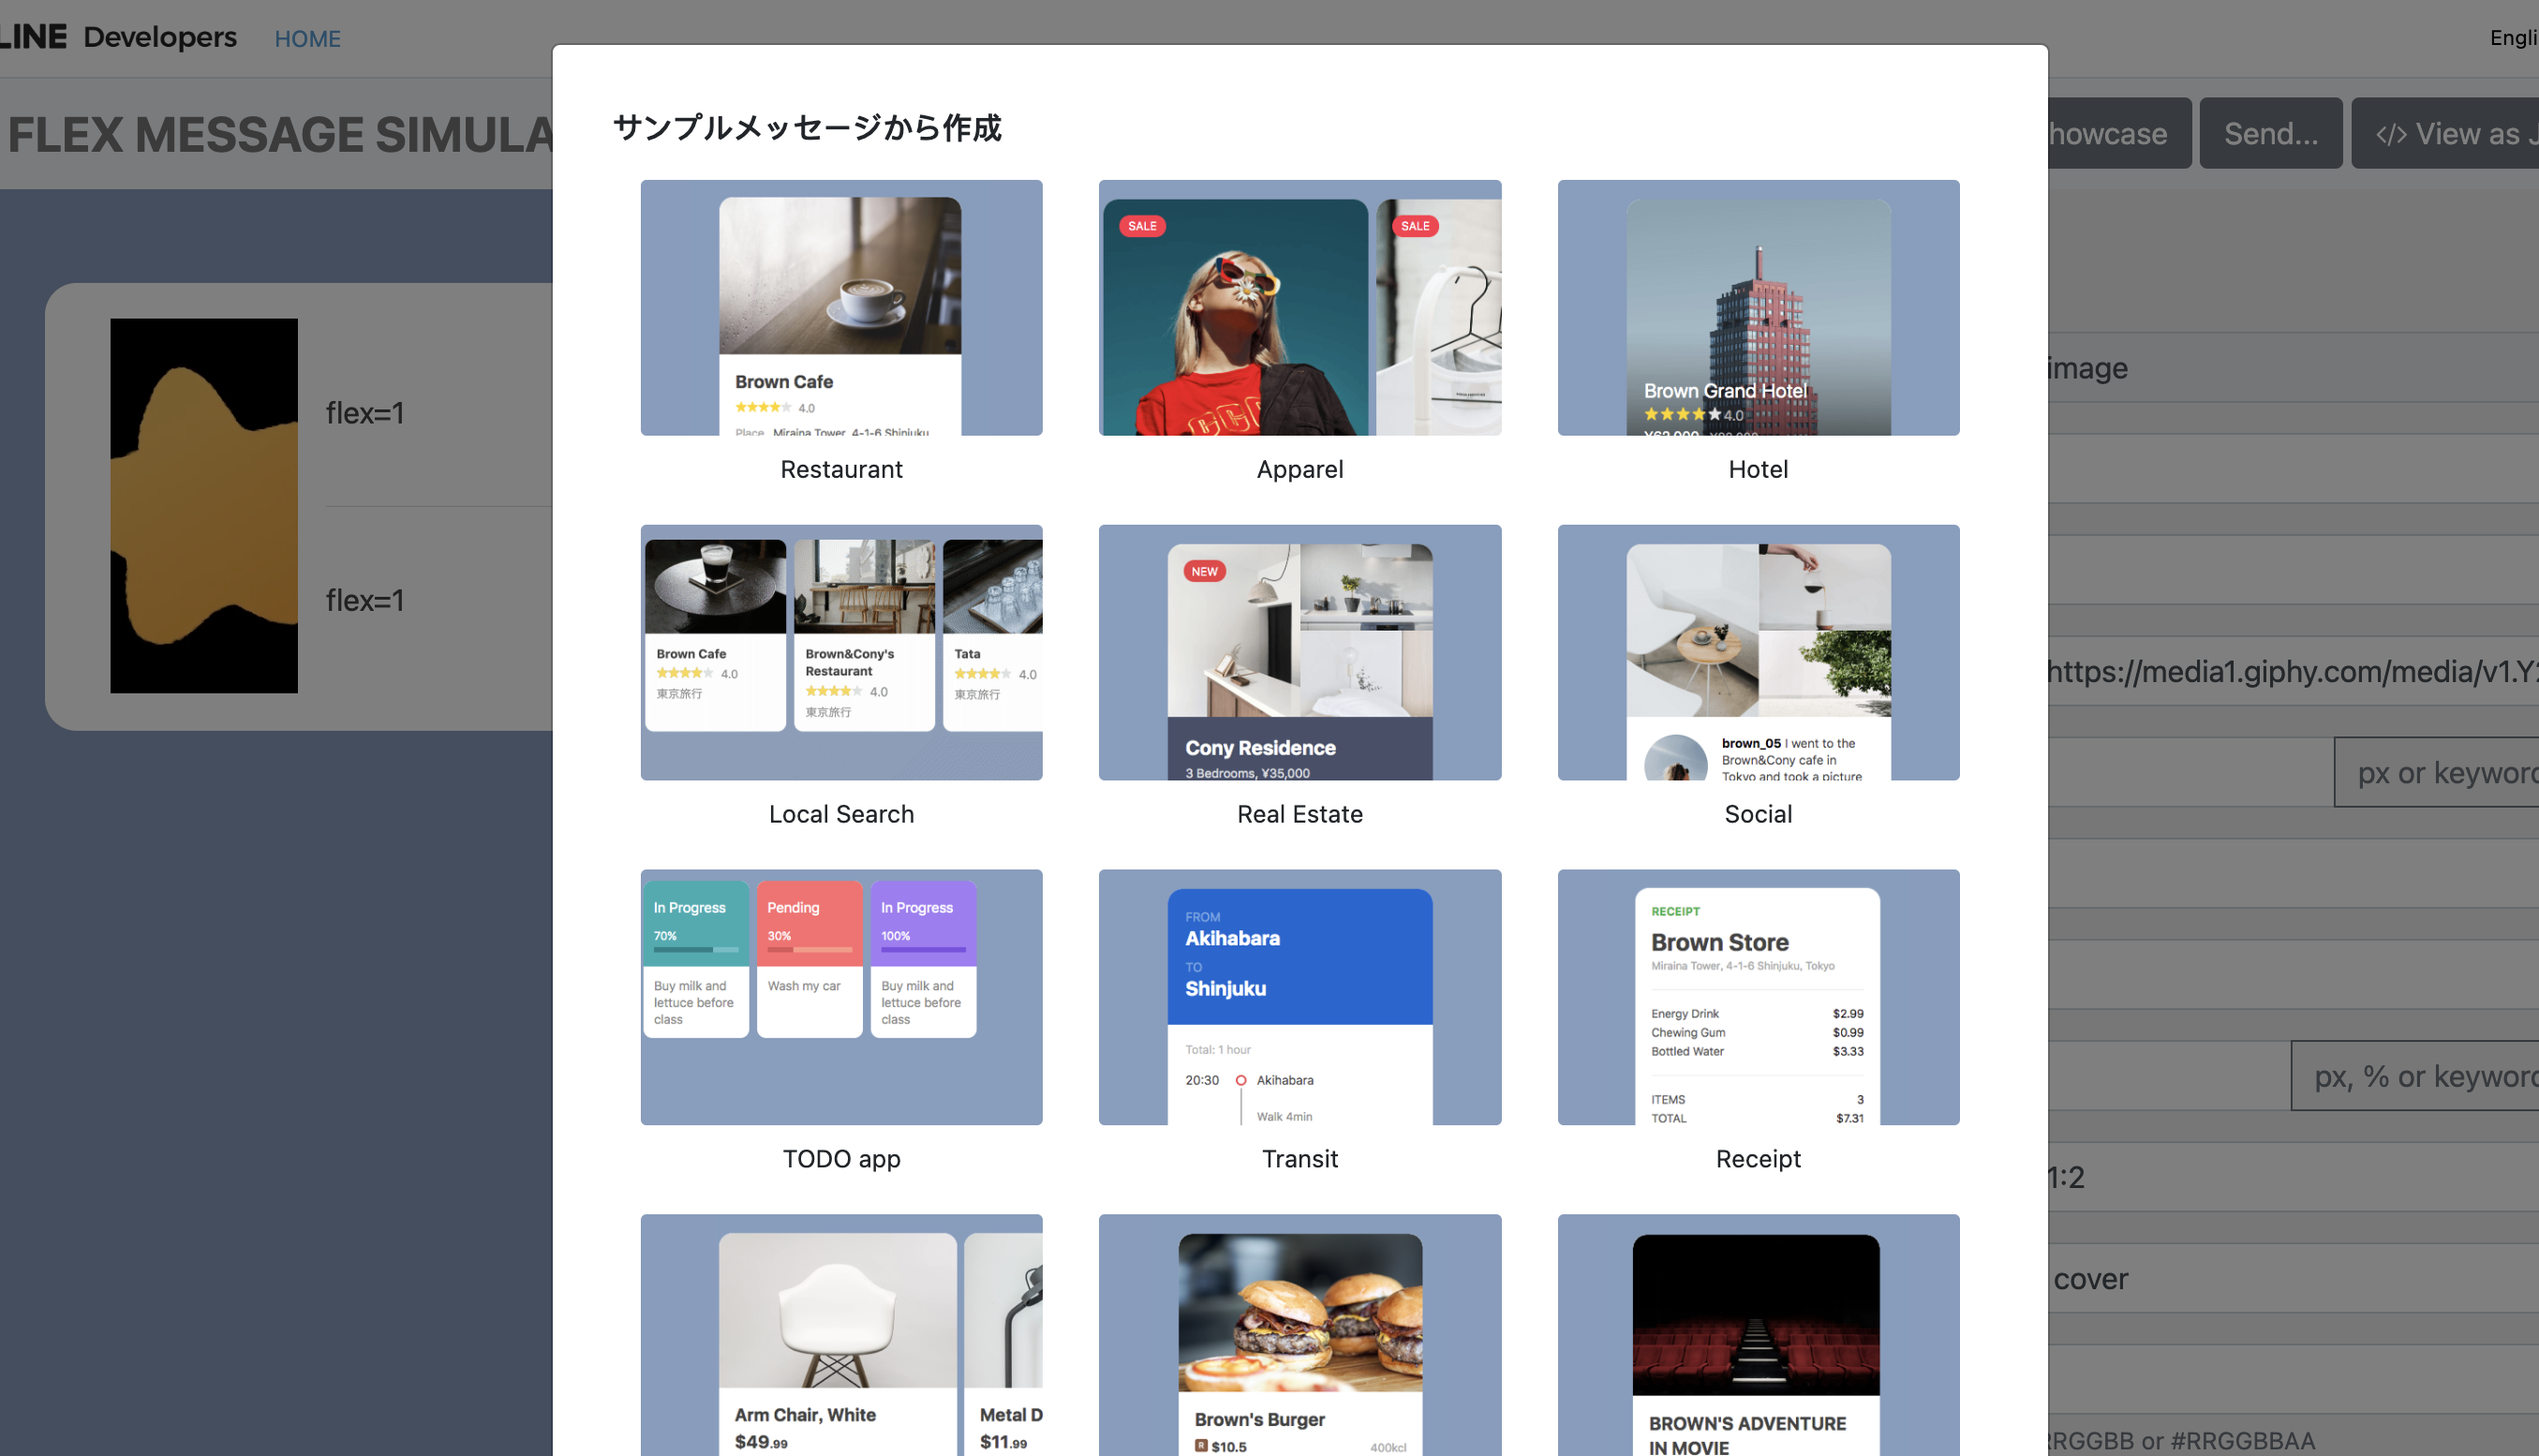 LINE Developers HOME
FLEX MESSAGE SIMULA
howcase
Send...
</> View as J
flex=1
flex=1
image
https://media1.giphy.com/media/v1.Y2
px or keyword
px, % or keyword
1:2
cover
RRGGBB or #RRGGBBAA
Engli
サンプルメッセージから作成
Brown Cafe
4.0
Place Miraina Tower, 4-1-6 Shinjuku
Restaurant
SALE
SALE
Apparel
Brown Grand Hotel
4.0
¥62,000
Hotel
Brown Cafe
4.0
東京旅行
Brown&Cony's
Restaurant
4.0
東京旅行
Tata
4.0
東京旅行
Local Search
NEW
Cony Residence
3 Bedrooms, ¥35,000
Real Estate
brown_05 I went to the
Brown&Cony cafe in
Tokyo and took a picture
Social
In Progress
70%
Buy milk and
lettuce before
class
Pending
30%
Wash my car
In Progress
100%
Buy milk and
lettuce before
class
TODO app
FROM
Akihabara
TO
Shinjuku
Total: 1 hour
20:30 Akihabara
Walk 4min
Transit
RECEIPT
Brown Store
Miraina Tower, 4-1-6 Shinjuku, Tokyo
Energy Drink $2.99
Chewing Gum $0.99
Bottled Water $3.33
ITEMS 3
TOTAL $7.31
Receipt
Arm Chair, White
$49.99
Metal D
$11.99
Brown's Burger
R $10.5 400kcl
BROWN'S ADVENTURE
IN MOVIE